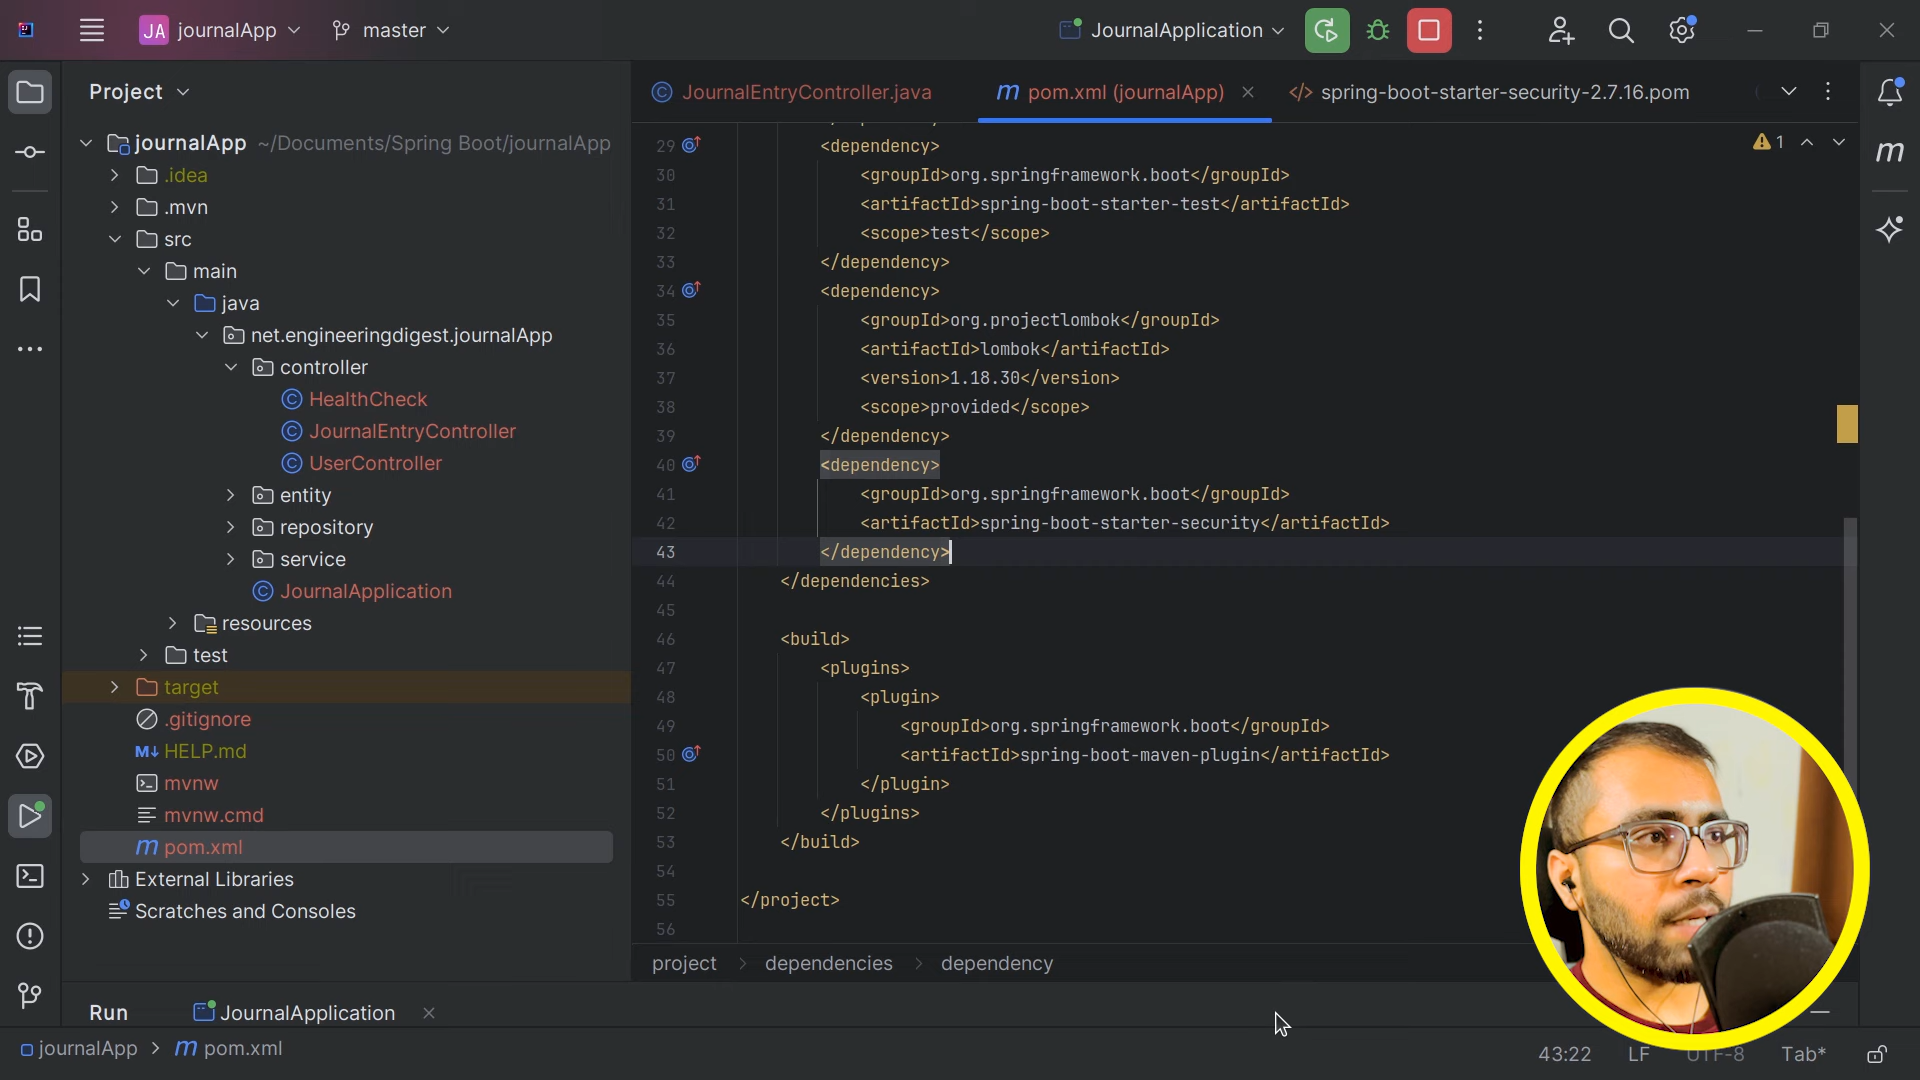 JA journalApp master JournalApplication
Project
JournalEntryController.java
pom.xml (journalApp)
spring-boot-starter-security-2.7.16.pom
journalApp ~/Documents/Spring Boot/journalApp
.idea
.mvn
src
main
java
net.engineeringdigest.journalApp
controller
HealthCheck
JournalEntryController
UserController
entity
repository
service
JournalApplication
resources
test
target
.gitignore
HELP.md
mvnw
mvnw.cmd
pom.xml
External Libraries
Scratches and Consoles
1
29 <dependency>
30 <groupId>org.springframework.boot</groupId>
31 <artifactId>spring-boot-starter-test</artifactId>
32 <scope>test</scope>
33 </dependency>
34 <dependency>
35 <groupId>org.projectlombok</groupId>
36 <artifactId>lombok</artifactId>
37 <version>1.18.30</version>
38 <scope>provided</scope>
39 </dependency>
40 <dependency>
41 <groupId>org.springframework.boot</groupId>
42 <artifactId>spring-boot-starter-security</artifactId>
43 </dependency>
44 </dependencies>
45
46 <build>
47 <plugins>
48 <plugin>
49 <groupId>org.springframework.boot</groupId>
50 <artifactId>spring-boot-maven-plugin</artifactId>
51 </plugin>
52 </plugins>
53 </build>
54
55 </project>
56
project > dependencies > dependency
Run JournalApplication
journalApp > pom.xml
43:22 LF UTF-8 Tab*